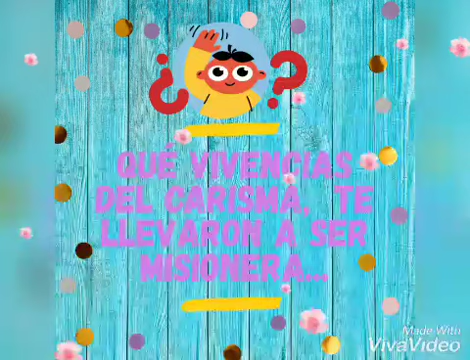 ¿ ?
QUÉ VIVENCIAS
DEL CARISMA, TE
LLEVARON A SER
MISIONERA...
Made With
VivaVideo